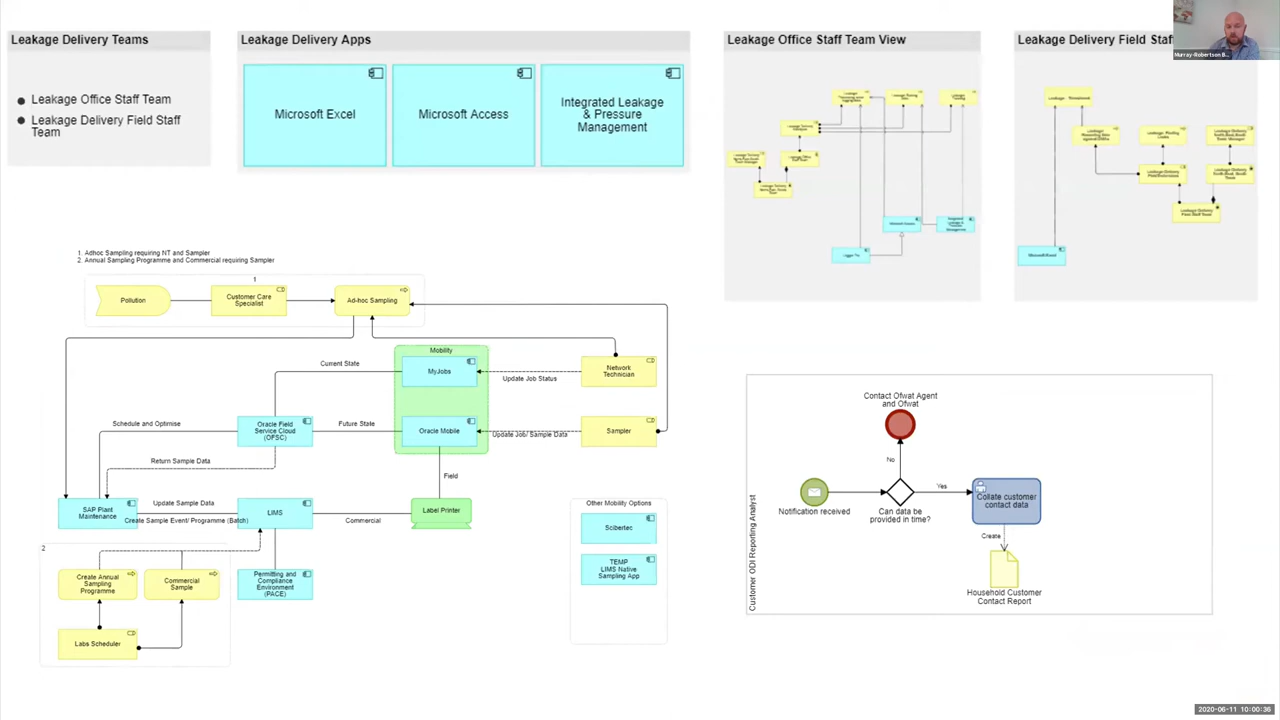 Leakage Delivery Teams
Leakage Office Staff Team
Leakage Delivery Field Staff
Team
Leakage Delivery Apps
Microsoft Excel
Microsoft Access
Integrated Leakage
& Pressure
Management
Leakage Office Staff Team View
Leakage Delivery Field Staf
Murray-Robertson B...
Microsoft Access
Microsoft Excel
1. Adhoc Sampling requiring NT and Sampler
2. Annual Sampling Programme and Commercial requiring Sampler
1
Pollution
Customer Care
Specialist
Ad-hoc Sampling
Current State
Mobility
MyJobs
Update Job Status
Network
Technician
Schedule and Optimise
Oracle Field
Service Cloud
(OFSC)
Future State
Oracle Mobile
Update Job/ Sample Data
Sampler
Return Sample Data
Field
SAP Plant
Maintenance
Update Sample Data
Create Sample Event/ Programme (Batch)
LIMS
Commercial
Label Printer
2
Create Annual
Sampling
Programme
Commercial
Sample
Permitting and
Compliance
Environment
(PACE)
Labs Scheduler
Other Mobility Options
Scibertec
TEMP
LIMS Native
Sampling App
Customer ODI Reporting Analyst
Contact Ofwat Agent
and Ofwat
No
Notification received
Can data be
provided in time?
Yes
Collate customer
contact data
Create
Household Customer
Contact Report
2020-06-11 10:00:36